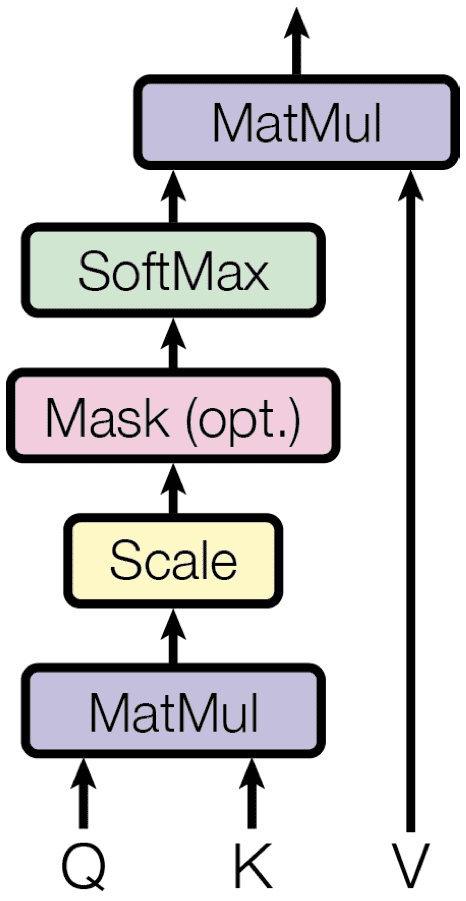 MatMul
SoftMax
Mask (opt.)
Scale
MatMul
Q K V